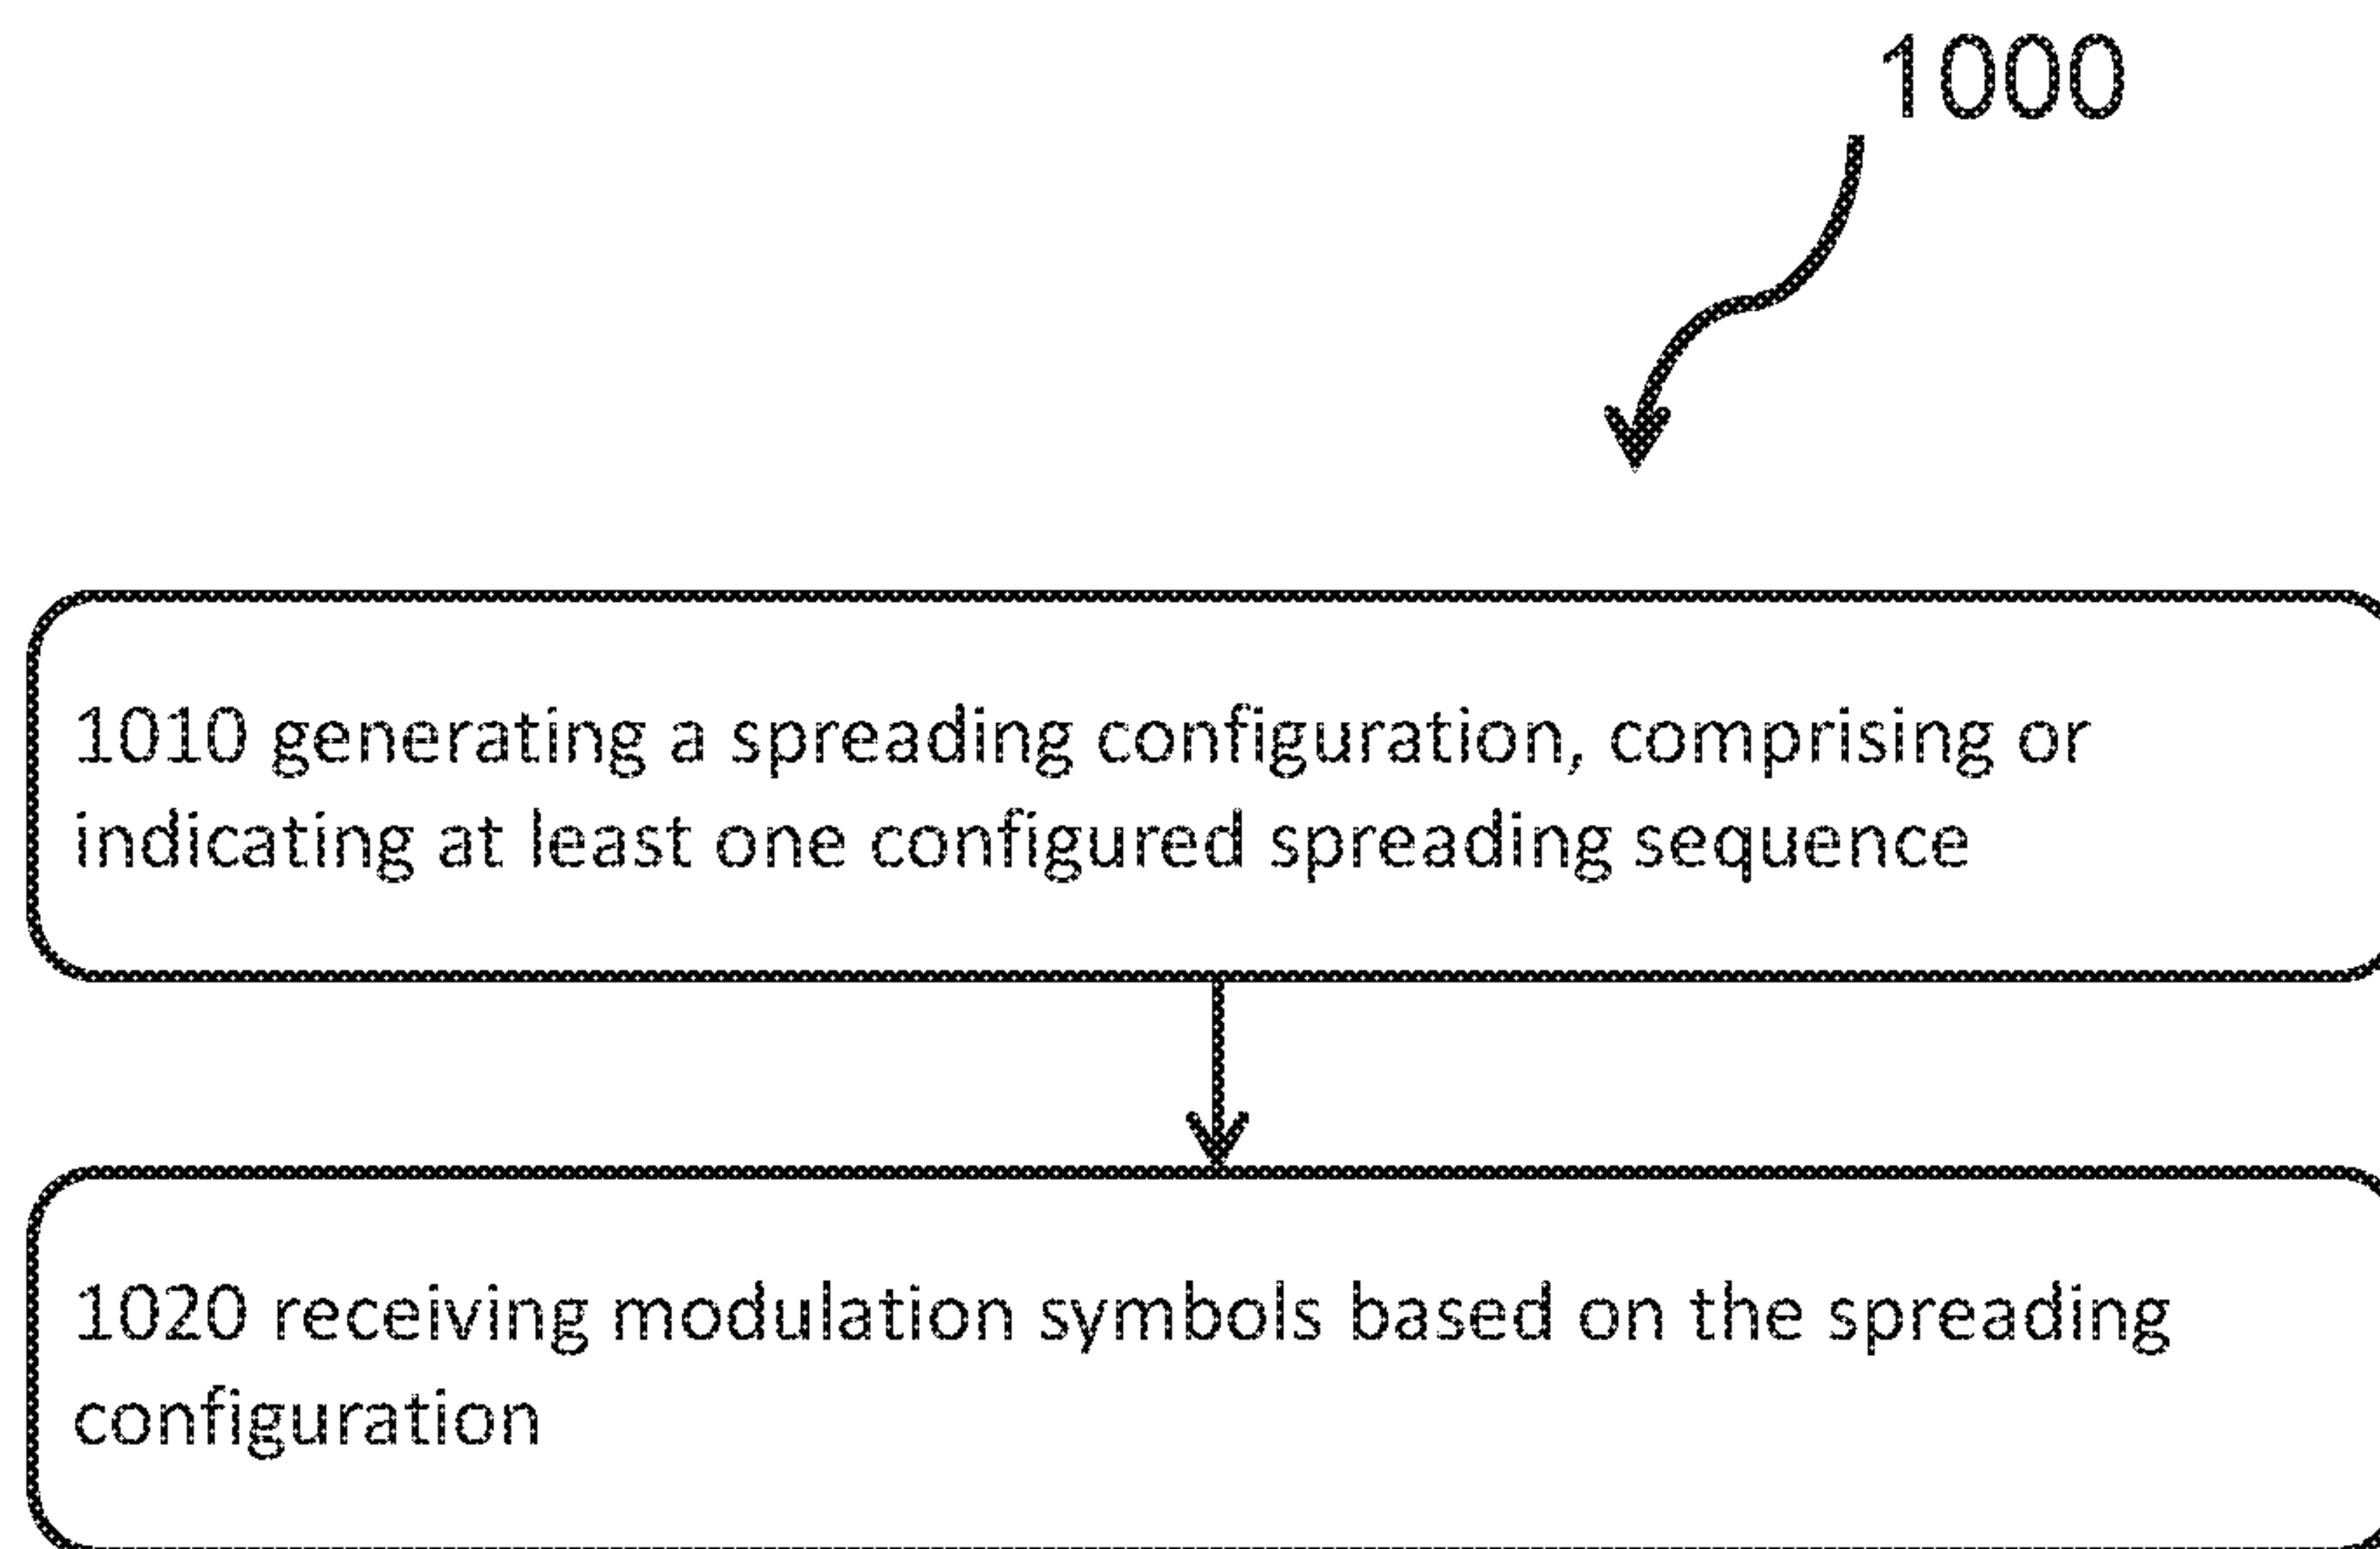 1000
1010 generating a spreading configuration, comprising or
indicating at least one configured spreading sequence
1020 receiving modulation symbols based on the spreading
configuration